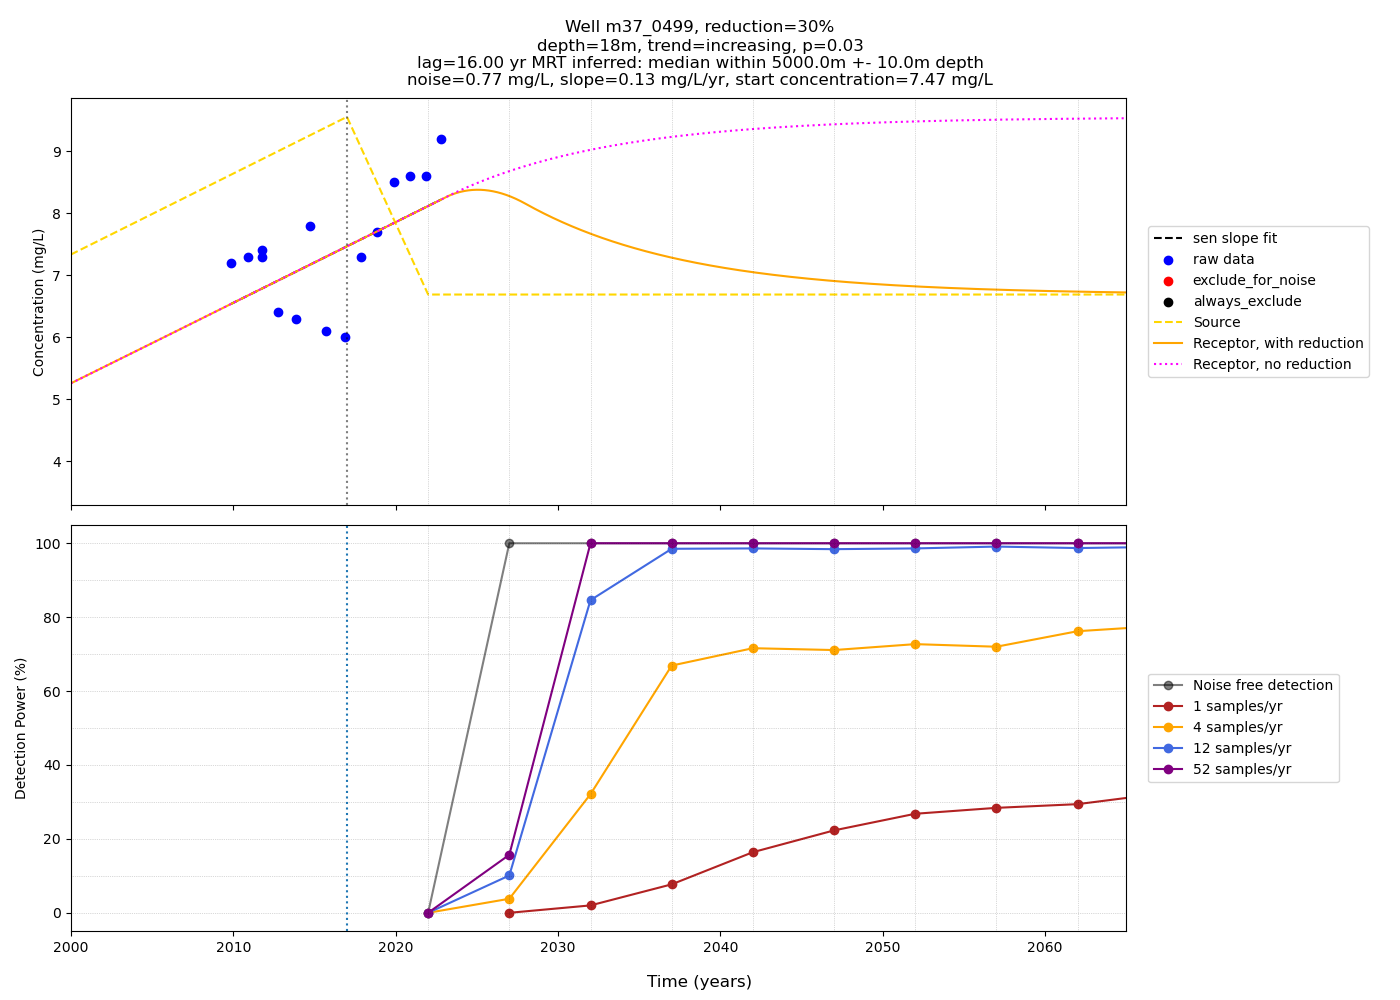 Well m37_0499, reduction=30%
depth=18m, trend=increasing, p=0.03
lag=16.00 yr MRT inferred: median within 5000.0m +- 10.0m depth
noise=0.77 mg/L, slope=0.13 mg/L/yr, start concentration=7.47 mg/L
Concentration (mg/L)
9
8
7
6
5
4
sen slope fit
raw data
exclude_for_noise
always_exclude
Source
Receptor, with reduction
Receptor, no reduction
Detection Power (%)
100
80
60
40
20
0
Noise free detection
1 samples/yr
4 samples/yr
12 samples/yr
52 samples/yr
2000 2010 2020 2030 2040 2050 2060
Time (years)